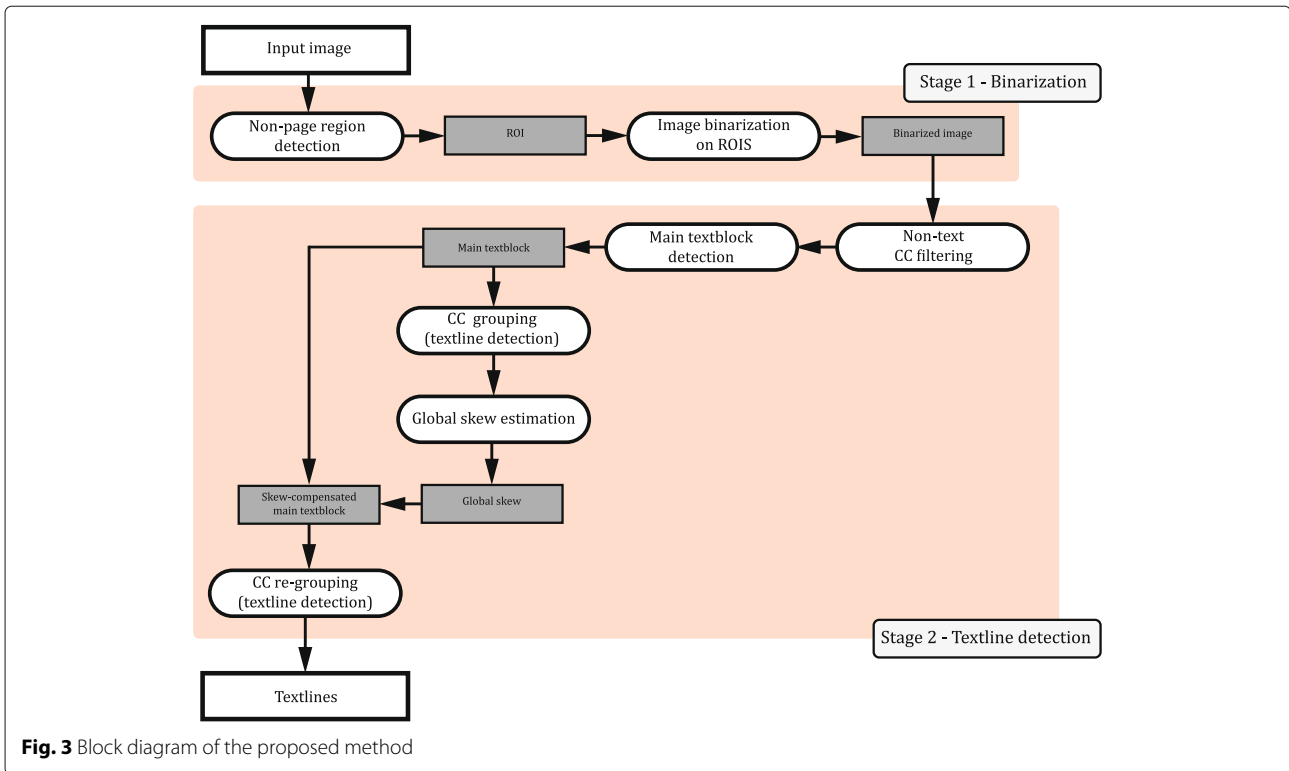 Input image
Stage 1 - Binarization
Non-page region
detection
ROI
Image binarization
on ROIS
Binarized image
Main textblock
Main textblock
detection
Non-text
CC filtering
CC grouping
(textline detection)
Global skew estimation
Skew-compensated
main textblock
Global skew
CC re-grouping
(textline detection)
Stage 2 - Textline detection
Textlines
Fig. 3 Block diagram of the proposed method